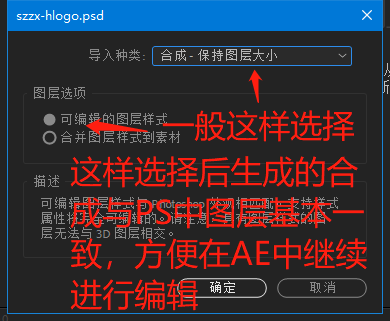 szzx-hlogo.psd
导入种类: 合成 - 保持图层大小
图层选项
可编辑的图层样式
合并图层样式到素材
一般这样选择
这样选择后生成的合
成与PS中图层基本一
致，方便在AE中继续
进行编辑
描述
可编辑图层样式与 Photoshop 外观相匹配。支持样式
属性将完全可编辑的。请注意，具有图层样式的图
层无法与 3D 图层相交。
确定
取消